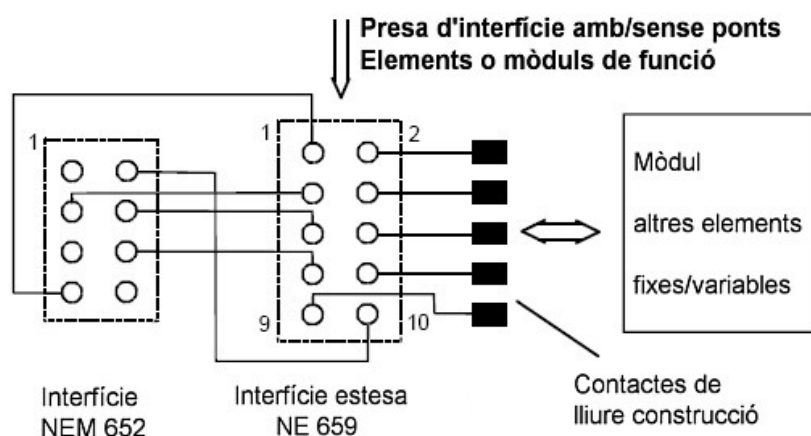 Presa d'interfície amb/sense ponts
Elements o mòduls de funció
1
1
2
9
10
Mòdul
altres elements
fixes/variables
Interfície
NEM 652
Interfície estesa
NE 659
Contactes de
lliure construcció